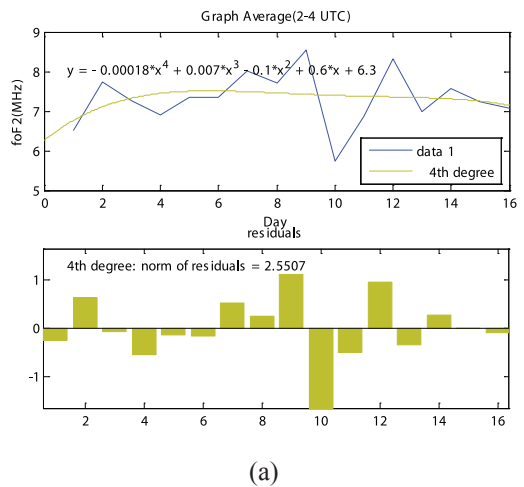 Graph Average(2-4 UTC)
9
y = - 0.00018*x^4 + 0.007*x^3 - 0.1*x^2 + 0.6*x + 6.3
8
foF2(MHz)
7
6
5
data 1
4th degree
0 2 4 6 8 10 12 14 16
Day
residuals
4th degree: norm of residuals = 2.5507
1
0
-1
2 4 6 8 10 12 14 16
(a)